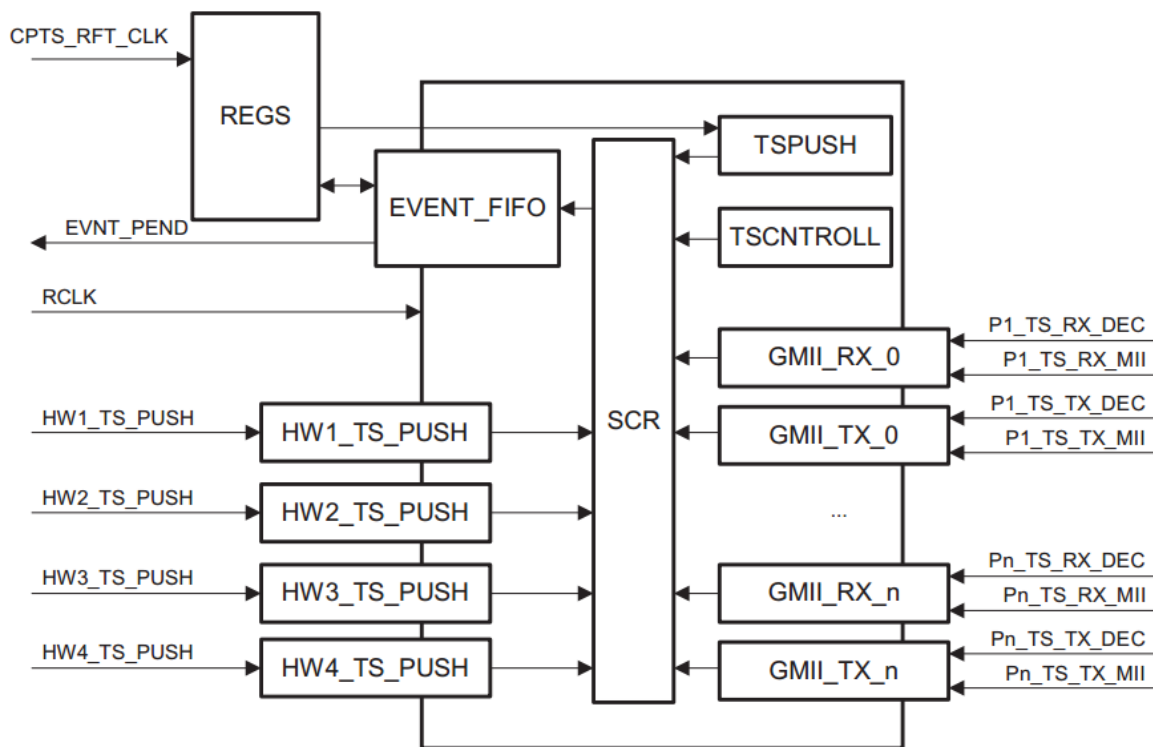 CPTS_RFT_CLK
REGS
TSPUSH
EVENT_FIFO
EVNT_PEND
TSCNTROLL
RCLK
P1_TS_RX_DEC
GMII_RX_0
P1_TS_RX_MII
HW1_TS_PUSH
HW1_TS_PUSH
SCR
P1_TS_TX_DEC
GMII_TX_0
P1_TS_TX_MII
HW2_TS_PUSH
HW2_TS_PUSH
...
HW3_TS_PUSH
HW3_TS_PUSH
Pn_TS_RX_DEC
GMII_RX_n
Pn_TS_RX_MII
HW4_TS_PUSH
HW4_TS_PUSH
Pn_TS_TX_DEC
GMII_TX_n
Pn_TS_TX_MII